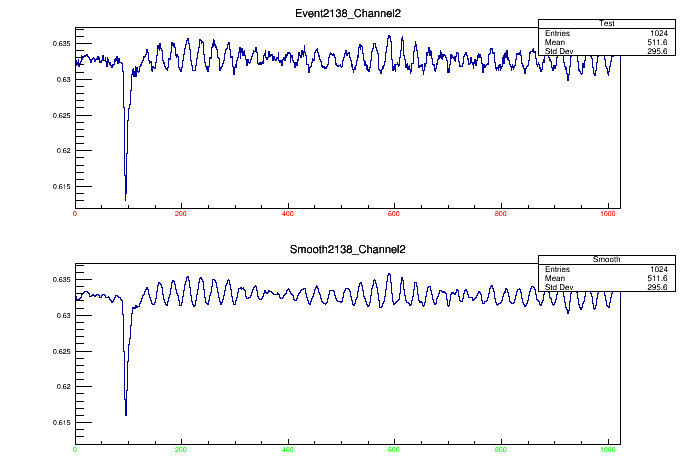 Event2138_Channel2
Test
Entries 1024
Mean 511.6
Std Dev 295.6
0.635
0.63
0.625
0.62
0.615
0 200 400 600 800 1000
Smooth2138_Channel2
Smooth
Entries 1024
Mean 511.6
Std Dev 295.6
0.635
0.63
0.625
0.62
0.615
0 200 400 600 800 1000